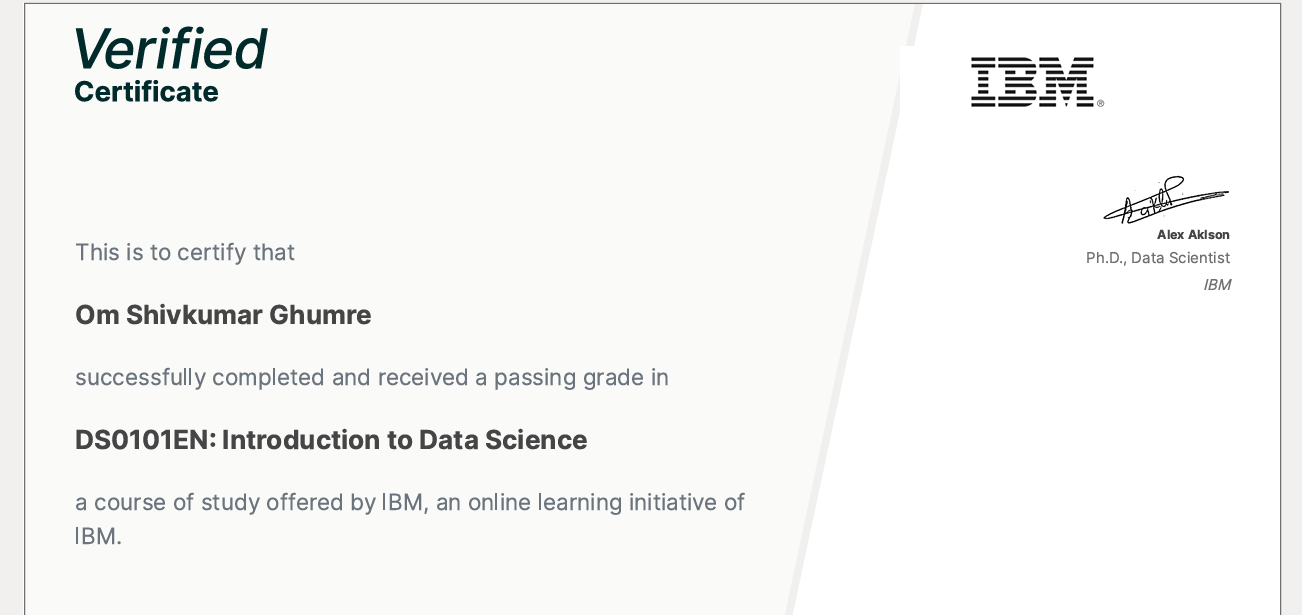 Verified
Certificate
IBM®
Alex Aklson
Ph.D., Data Scientist
IBM
This is to certify that
Om Shivkumar Ghumre
successfully completed and received a passing grade in
DS0101EN: Introduction to Data Science
a course of study offered by IBM, an online learning initiative of
IBM.